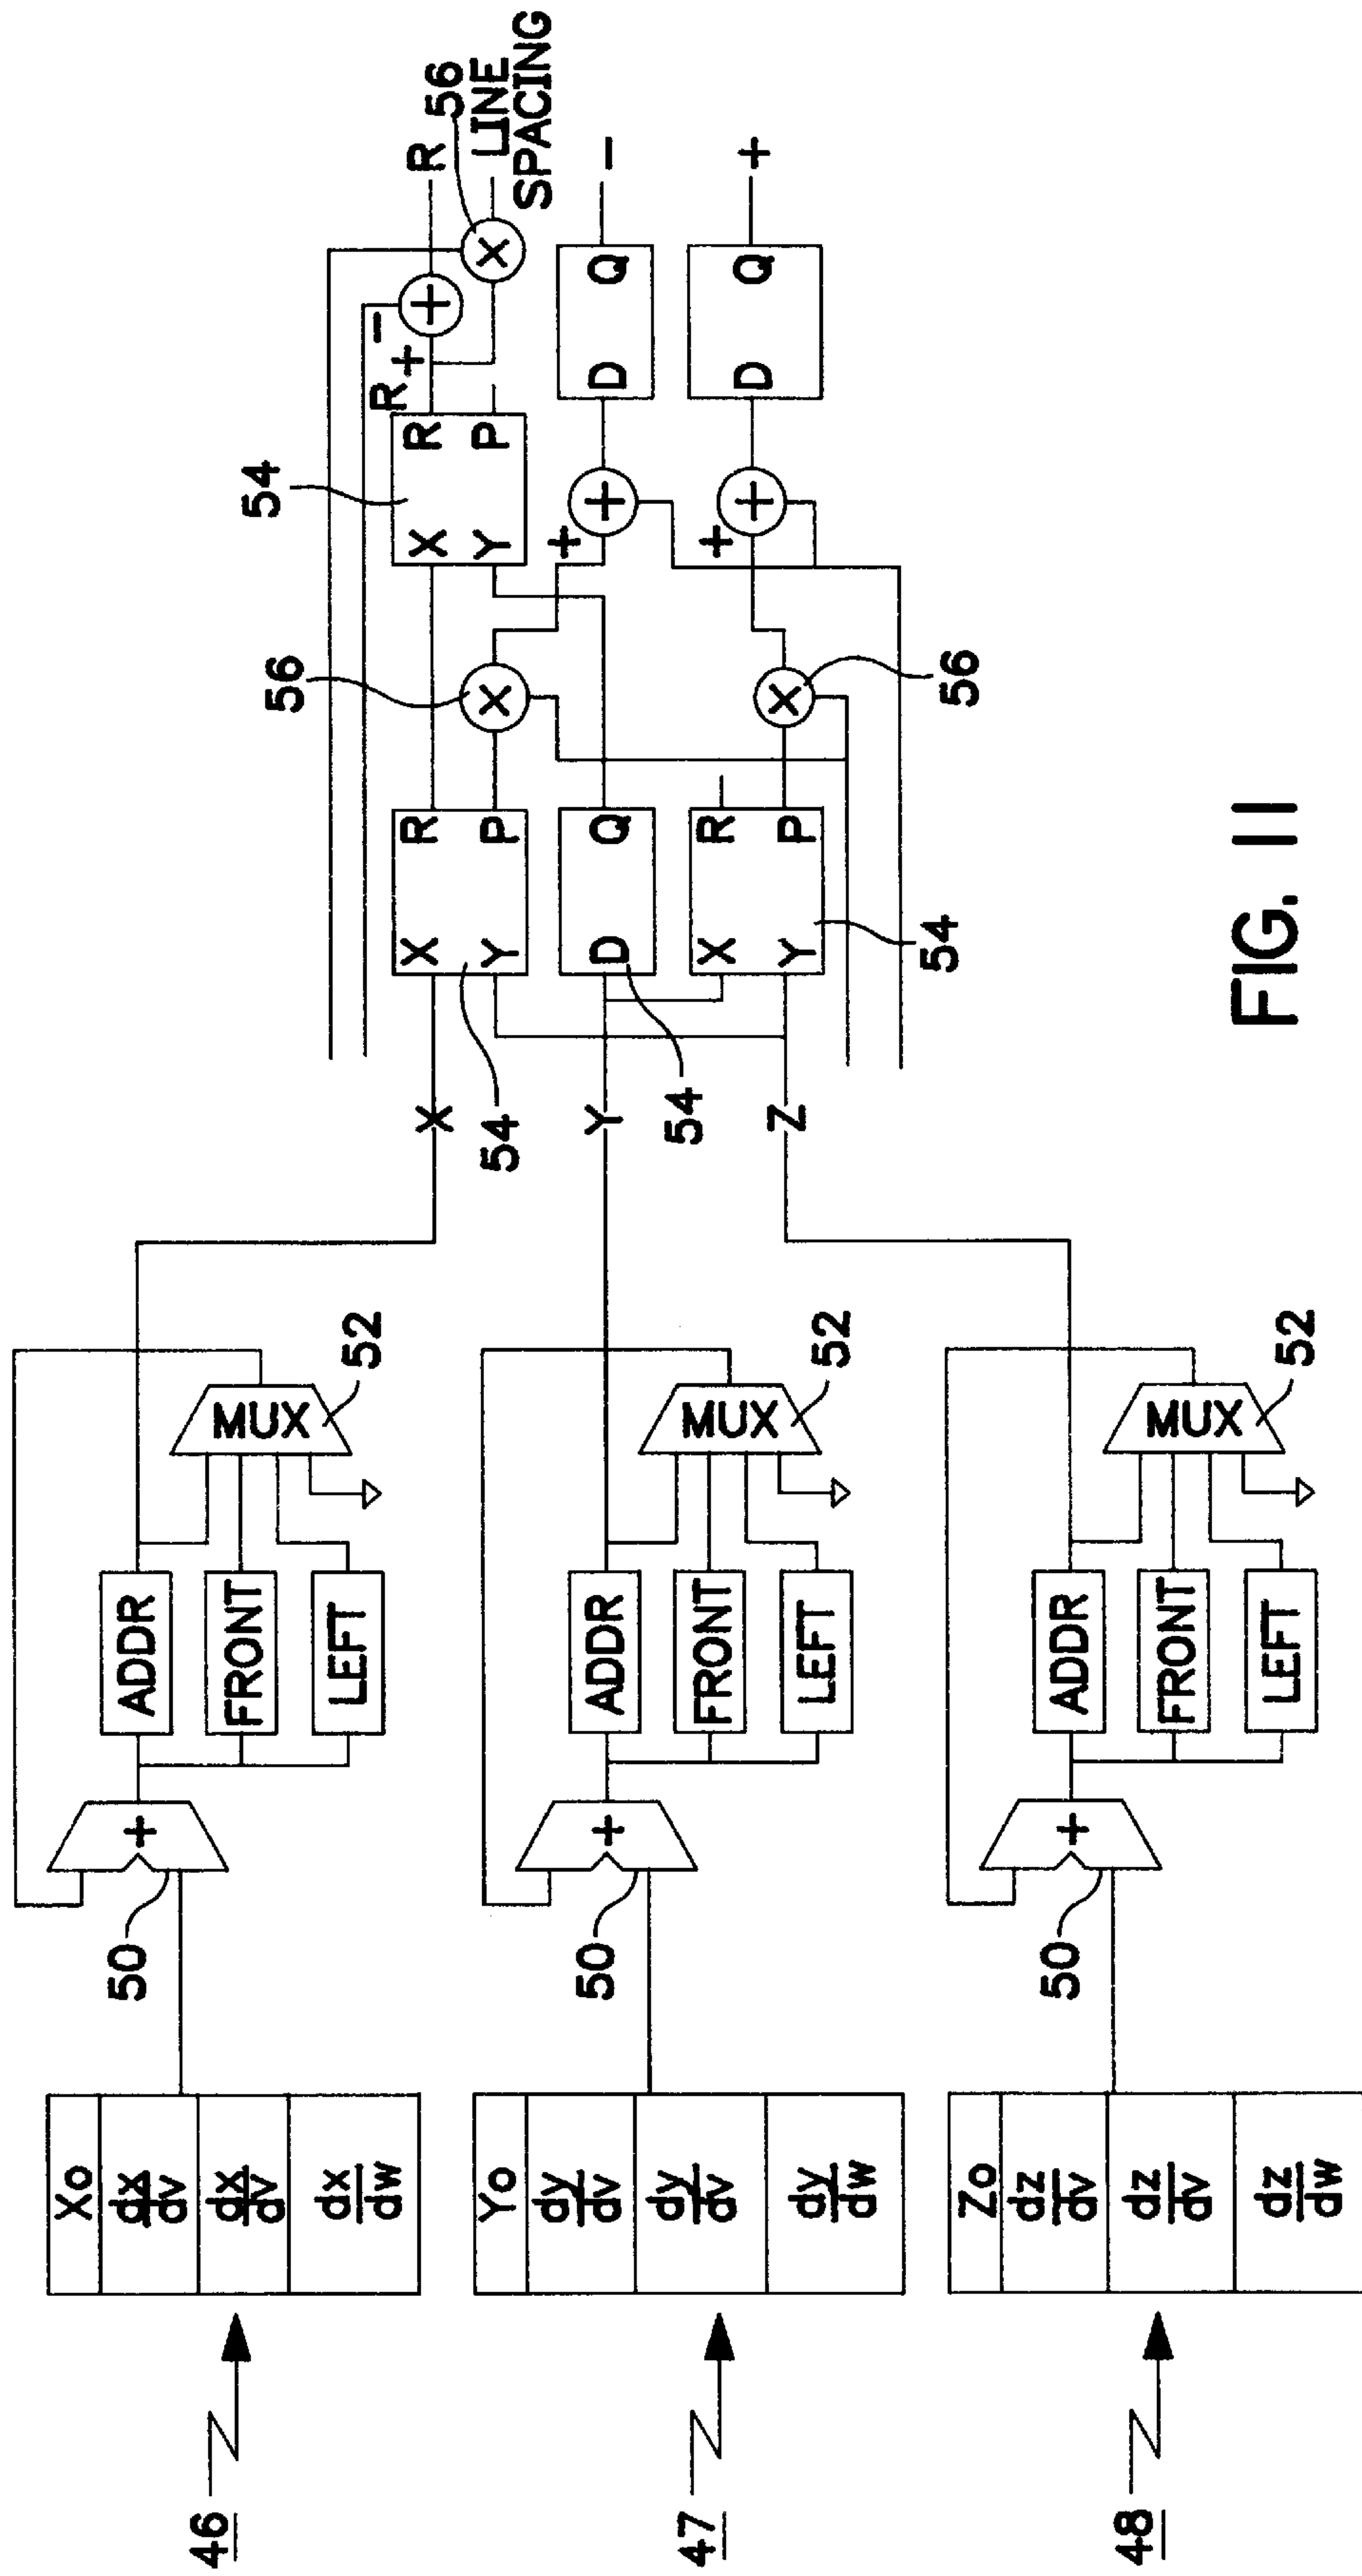 46
Xo
dx/dv
dx/dv
dx/dw
50
+
ADDR
FRONT
LEFT
MUX
52
X
47
Yo
dy/dv
dy/dv
dy/dw
50
+
ADDR
FRONT
LEFT
MUX
52
Y
48
Zo
dz/dv
dz/dv
dz/dw
50
+
ADDR
FRONT
LEFT
MUX
52
Z
X R
Y P
54
D Q
54
X R
Y P
54
56
X
X
56
54
X R
Y P
R
+
-
+
R
X
56
LINE
SPACING
+
+
D Q
-
+
+
D Q
+
FIG. 11